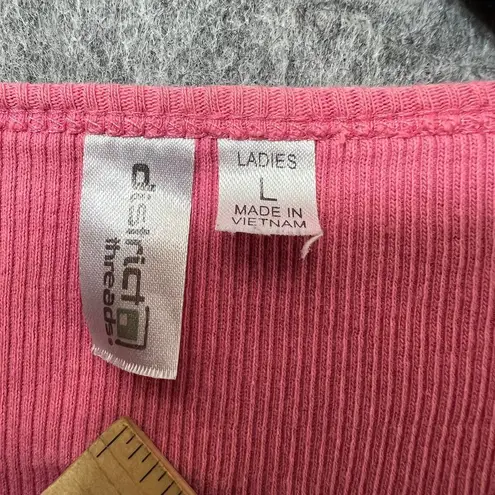 district
threads.
LADIES
L
MADE IN
VIETNAM